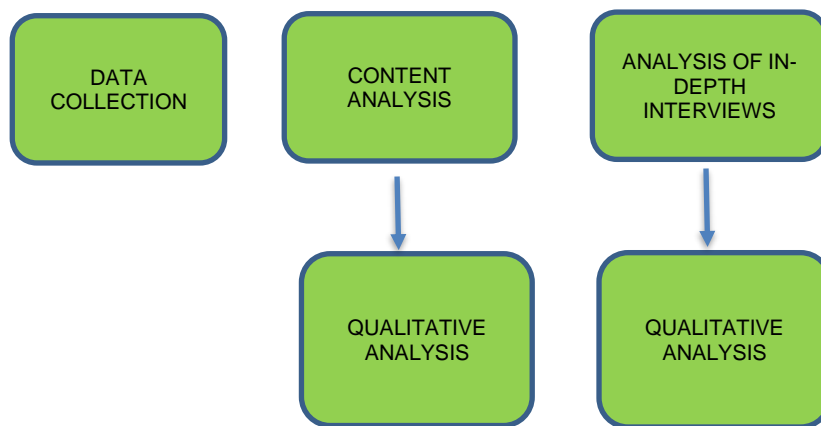 DATA
COLLECTION
CONTENT
ANALYSIS
ANALYSIS OF IN-
DEPTH
INTERVIEWS
QUALITATIVE
ANALYSIS
QUALITATIVE
ANALYSIS